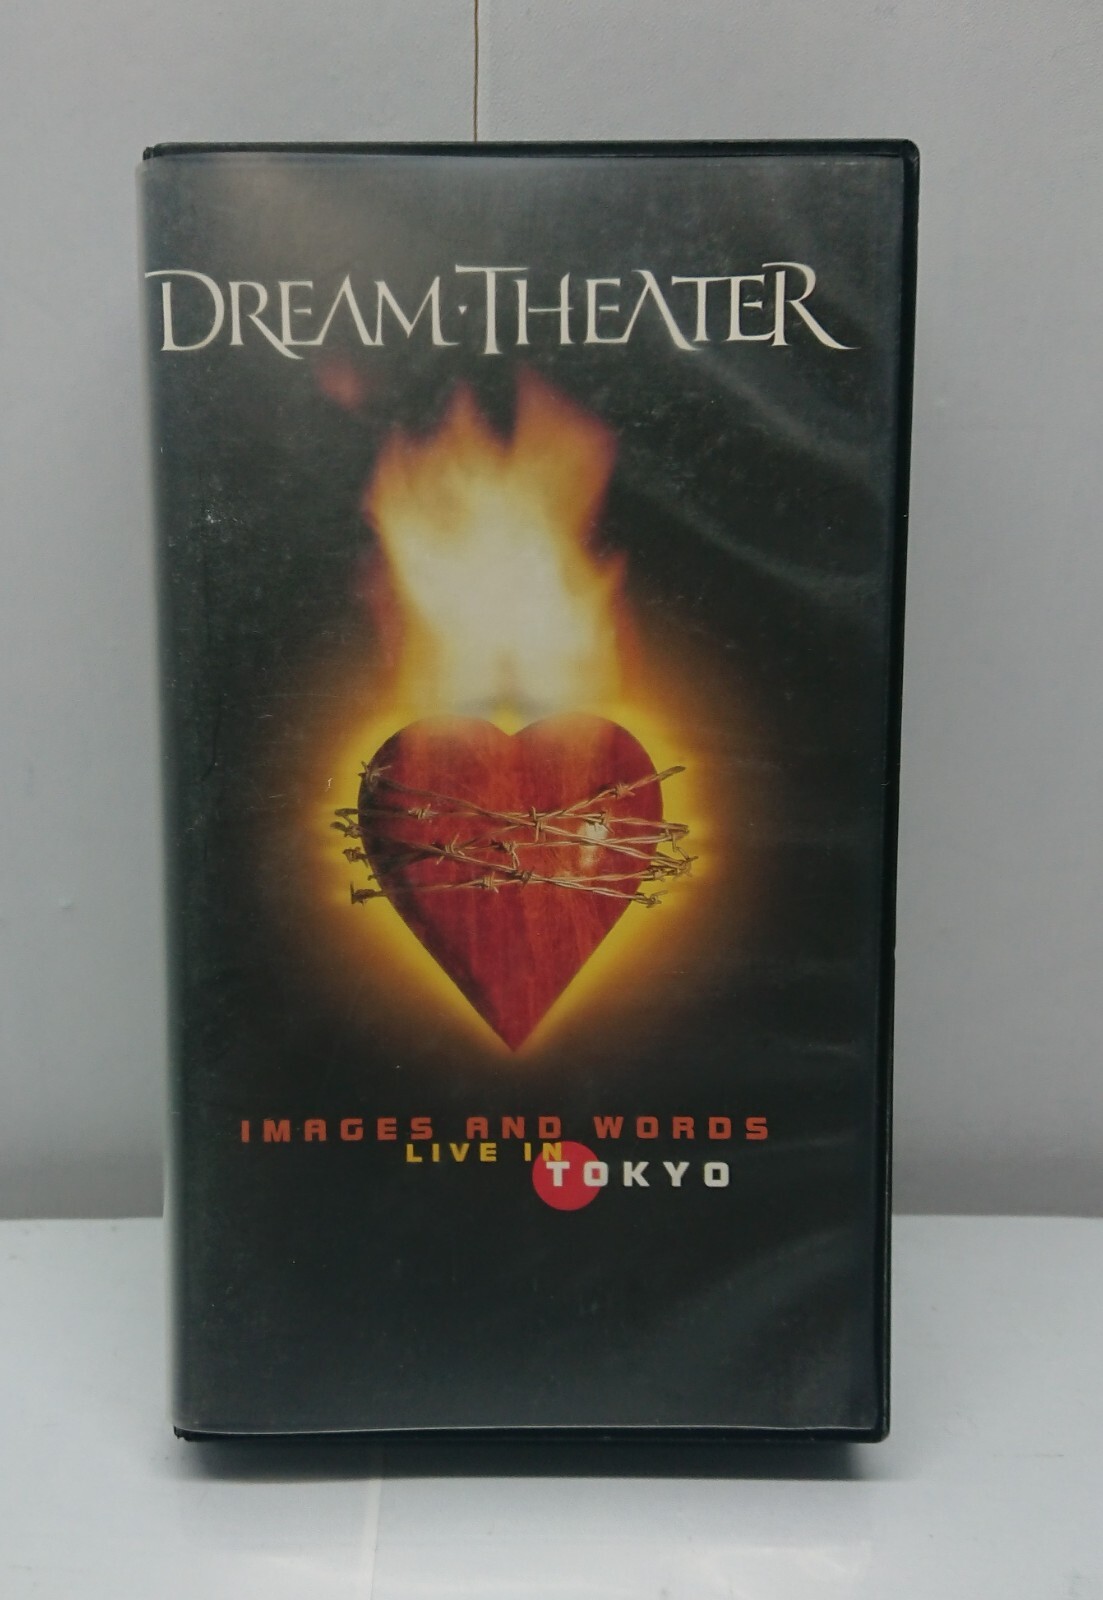 DREAM·THEATER
IMAGES AND WORDS
LIVE IN
TOKYO